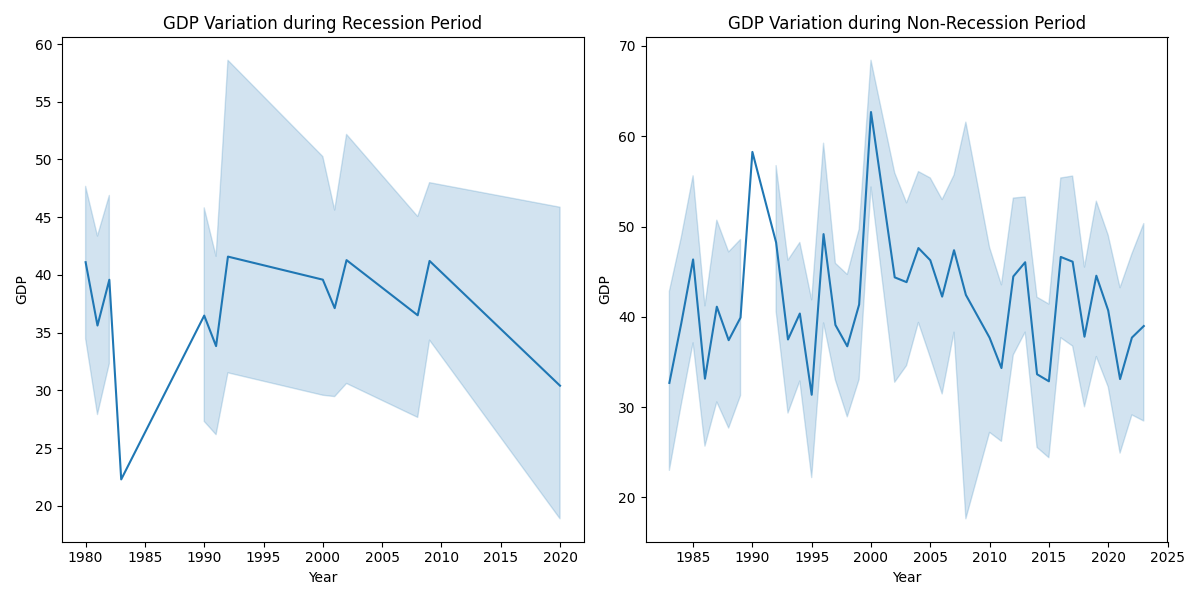 GDP Variation during Recession Period
GDP
60
55
50
45
40
35
30
25
20
1980 1985 1990 1995 2000 2005 2010 2015 2020
Year
GDP Variation during Non-Recession Period
GDP
70
60
50
40
30
20
1985 1990 1995 2000 2005 2010 2015 2020 2025
Year